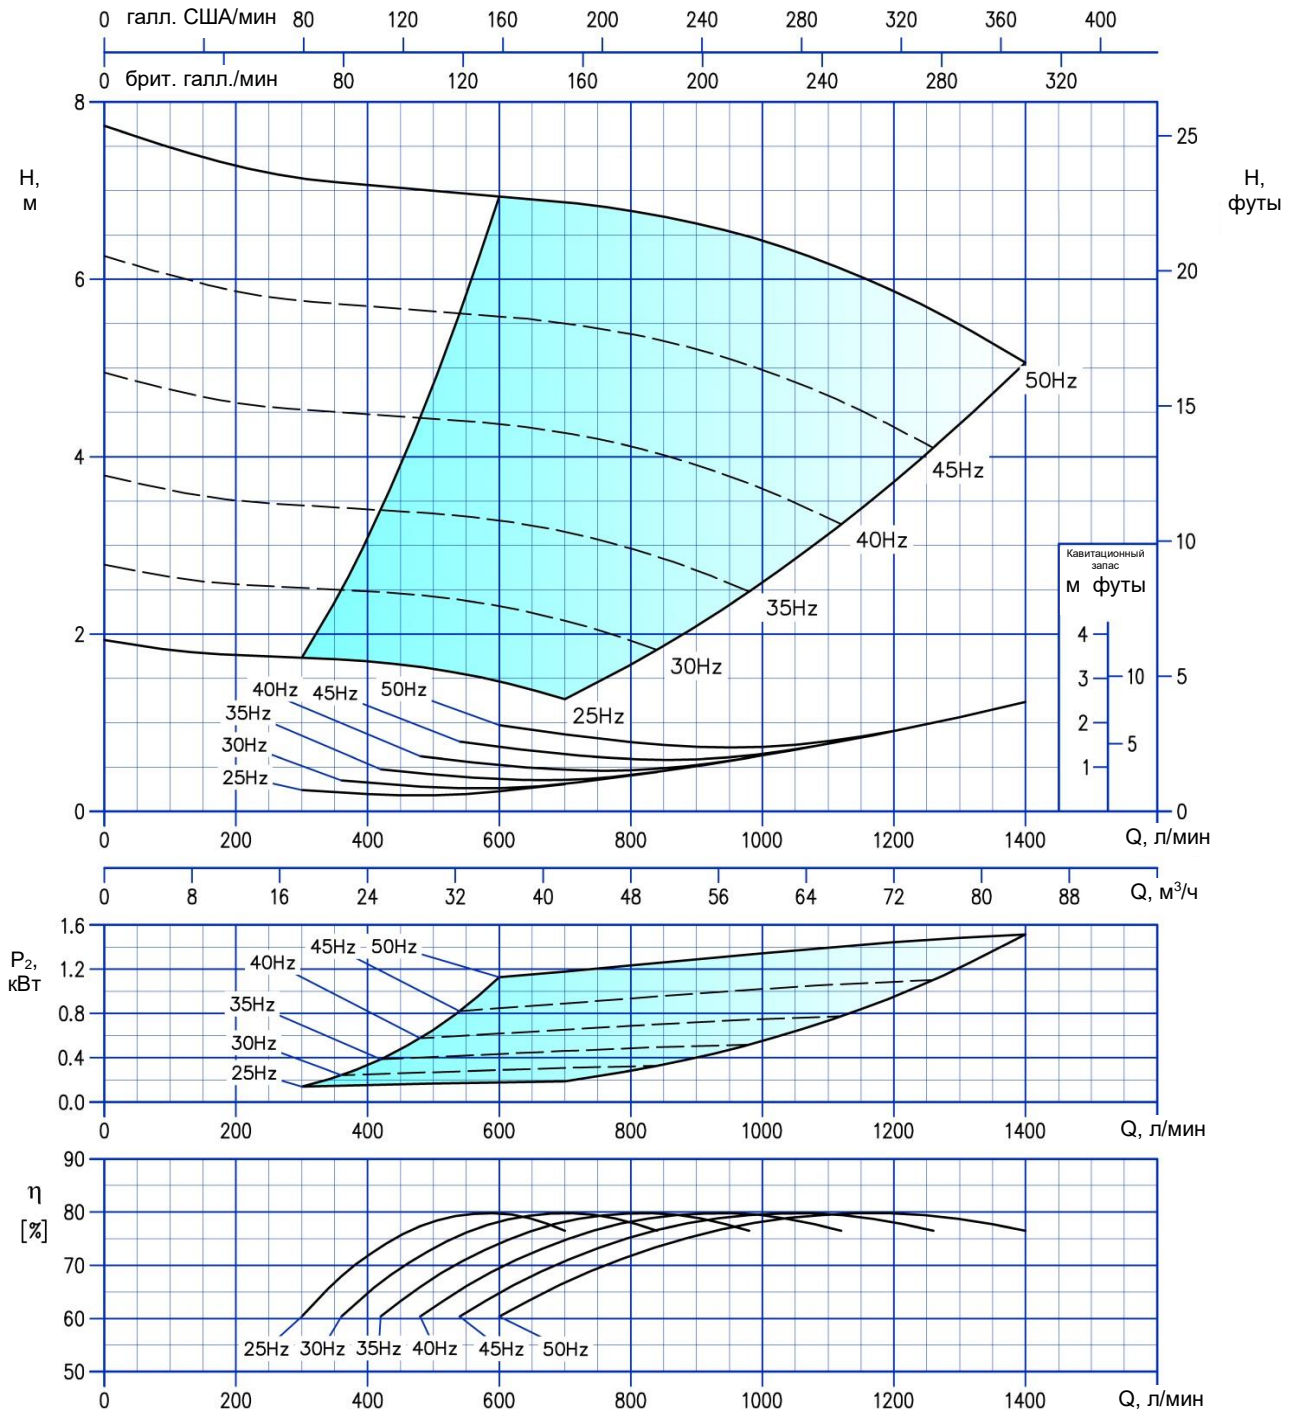 0 галл. США/мин 80 120 160 200 240 280 320 360 400
0 брит. галл./мин 80 120 160 200 240 280 320
8 25
H, м
H, футы
6 20
15
50Hz
4
45Hz
40Hz
10
Кавитационный запас
м футы
35Hz
2 4
30Hz
40Hz 45Hz 50Hz 3 10 5
35Hz 25Hz
2
30Hz 5
25Hz 1
0 0
0 200 400 600 800 1000 1200 1400 Q, л/мин
0 8 16 24 32 40 48 56 64 72 80 88 Q, м³/ч
1.6
P₂, кВт
45Hz 50Hz
40Hz 1.2
35Hz 0.8
30Hz 0.4
25Hz
0.0
0 200 400 600 800 1000 1200 1400 Q, л/мин
90
η
[%]
80
70
60
25Hz 30Hz 35Hz 40Hz 45Hz 50Hz
50
0 200 400 600 800 1000 1200 1400 Q, л/мин